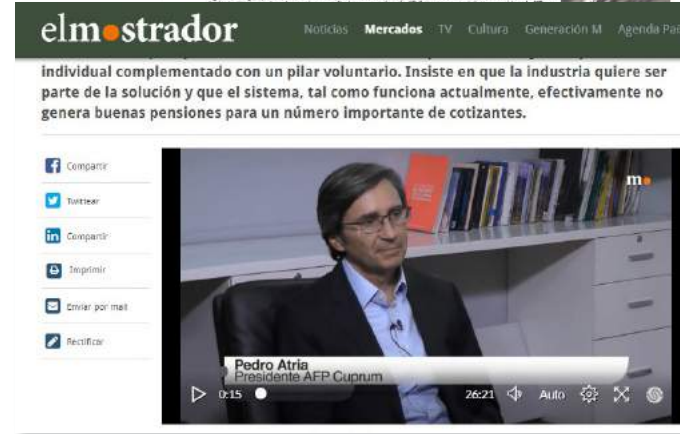 elmostrador
Noticias Mercados TV Cultura Generación M Agenda Paí
individual complementado con un pilar voluntario. Insiste en que la industria quiere ser
parte de la solución y que el sistema, tal como funciona actualmente, efectivamente no
genera buenas pensiones para un número importante de cotizantes.
Compartir
Twittear
Compartir
Imprimir
Enviar por mail
Rectificar
m
Pedro Atria
Presidente AFP Cuprum
0:15 26:21 Auto